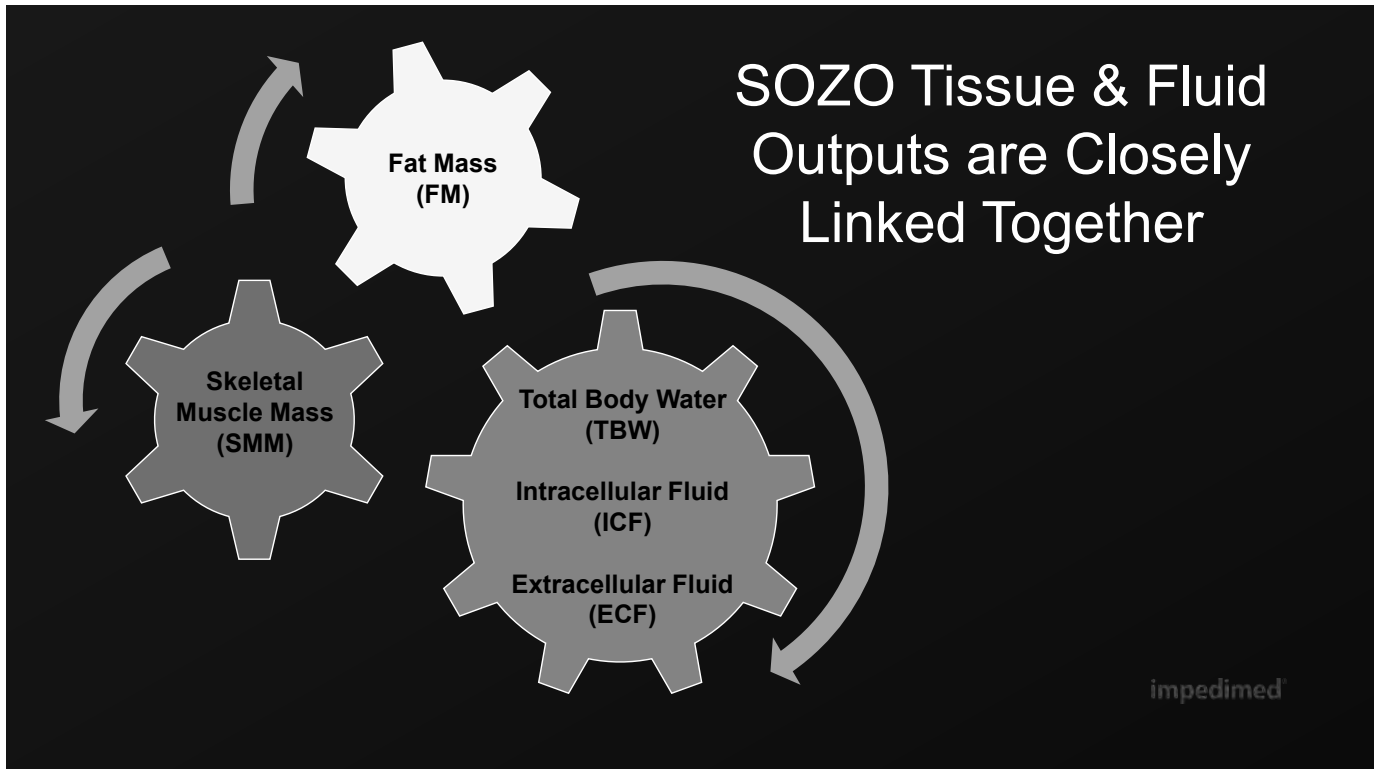 SOZO Tissue & Fluid
Outputs are Closely
Linked Together
Fat Mass
(FM)
Skeletal
Muscle Mass
(SMM)
Total Body Water
(TBW)
Intracellular Fluid
(ICF)
Extracellular Fluid
(ECF)
impedimed